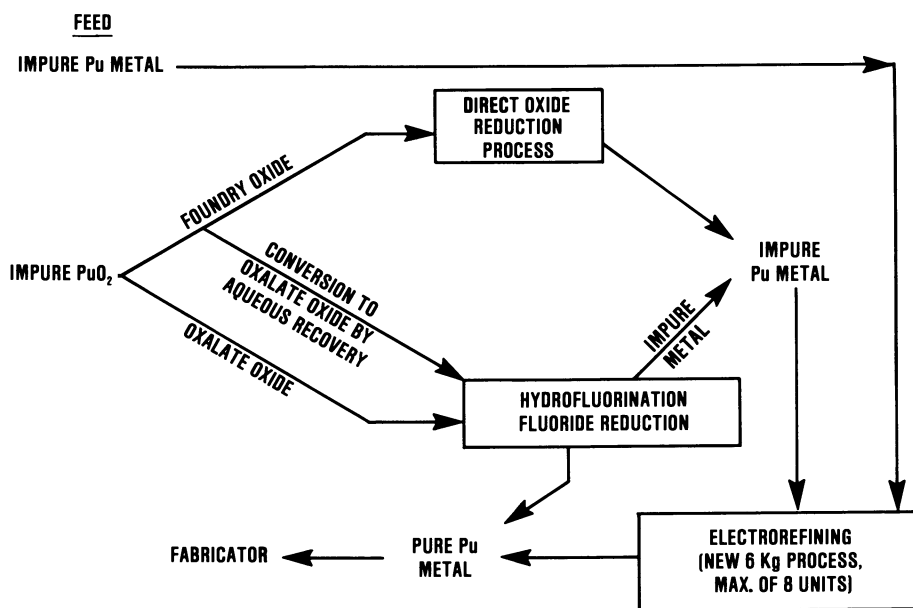 FEED
IMPURE Pu METAL
DIRECT OXIDE
REDUCTION
PROCESS
FOUNDRY OXIDE
IMPURE PuO₂
CONVERSION TO
OXALATE OXIDE BY
AQUEOUS RECOVERY
OXALATE OXIDE
IMPURE
Pu METAL
IMPURE
METAL
HYDROFLUORINATION
FLUORIDE REDUCTION
FABRICATOR
PURE Pu
METAL
ELECTROREFINING
(NEW 6 Kg PROCESS,
MAX. OF 8 UNITS)